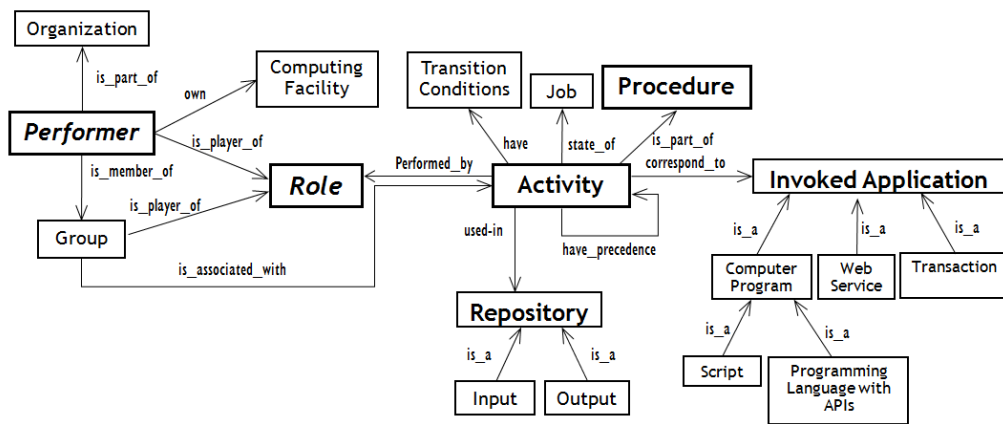 Organization
is_part_of
own
Computing
Facility
Transition
Conditions
Job
Procedure
Performer
is_player_of
have
state_of
is_part_of
is_member_of
Performed_by
correspond_to
Role
Activity
Invoked Application
is_player_of
Group
used-in
have_precedence
is_a
is_a
is_a
is_associated_with
Computer
Program
Web
Service
Transaction
Repository
is_a
is_a
is_a
is_a
Script
Programming
Language with
APIs
Input
Output